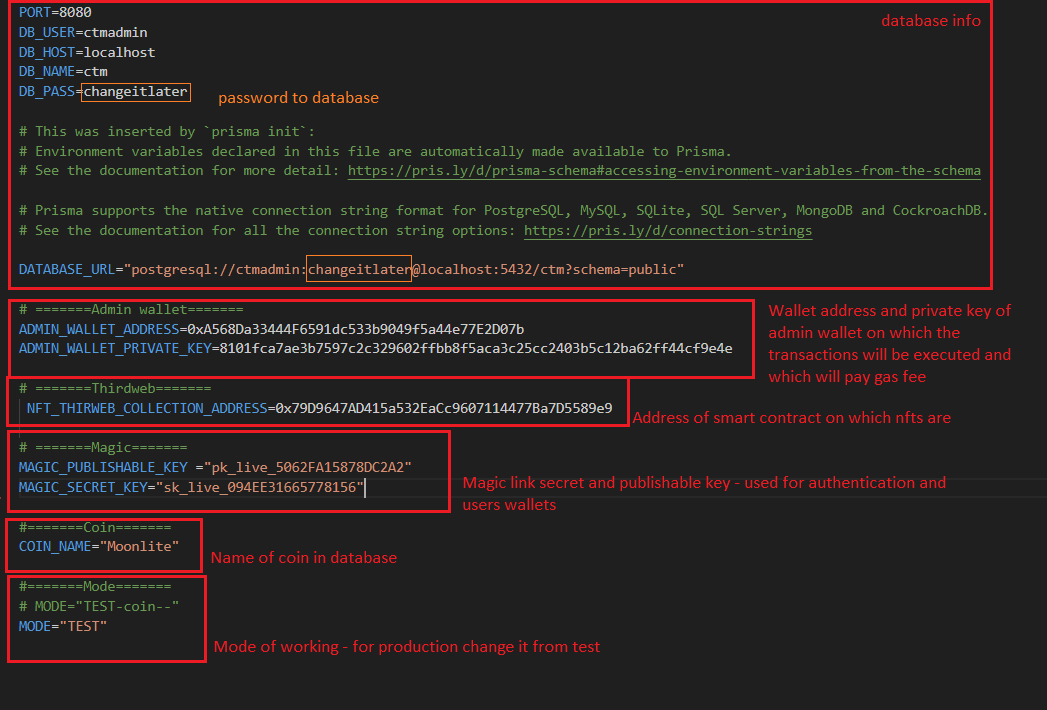 PORT=8080
database info
DB_USER=ctmadmin
DB_HOST=localhost
DB_NAME=ctm
DB_PASS=changeitlater
password to database
# This was inserted by `prisma init`:
# Environment variables declared in this file are automatically made available to Prisma.
# See the documentation for more detail: https://pris.ly/d/prisma-schema#accessing-environment-variables-from-the-schema
# Prisma supports the native connection string format for PostgreSQL, MySQL, SQLite, SQL Server, MongoDB and CockroachDB.
# See the documentation for all the connection string options: https://pris.ly/d/connection-strings
DATABASE_URL="postgresql://ctmadmin:changeitlater@localhost:5432/ctm?schema=public"
# =======Admin wallet=======
ADMIN_WALLET_ADDRESS=0xA568Da33444F6591dc533b9049f5a44e77E2D07b
ADMIN_WALLET_PRIVATE_KEY=8101fca7ae3b7597c2c329602ffbb8f5aca3c25cc2403b5c12ba62ff44cf9e4e
Wallet address and private key of
admin wallet on which the
transactions will be executed and
which will pay gas fee
# =======Thirdweb=======
NFT_THIRWEB_COLLECTION_ADDRESS=0x79D9647AD415a532EaCc9607114477Ba7D5589e9
Address of smart contract on which nfts are
# =======Magic=======
MAGIC_PUBLISHABLE_KEY ="pk_live_5062FA15878DC2A2"
MAGIC_SECRET_KEY="sk_live_094EE31665778156"
Magic link secret and publishable key - used for authentication and
users wallets
#=======Coin=======
COIN_NAME="Moonlite"
Name of coin in database
#=======Mode=======
# MODE="TEST-coin--"
MODE="TEST"
Mode of working - for production change it from test